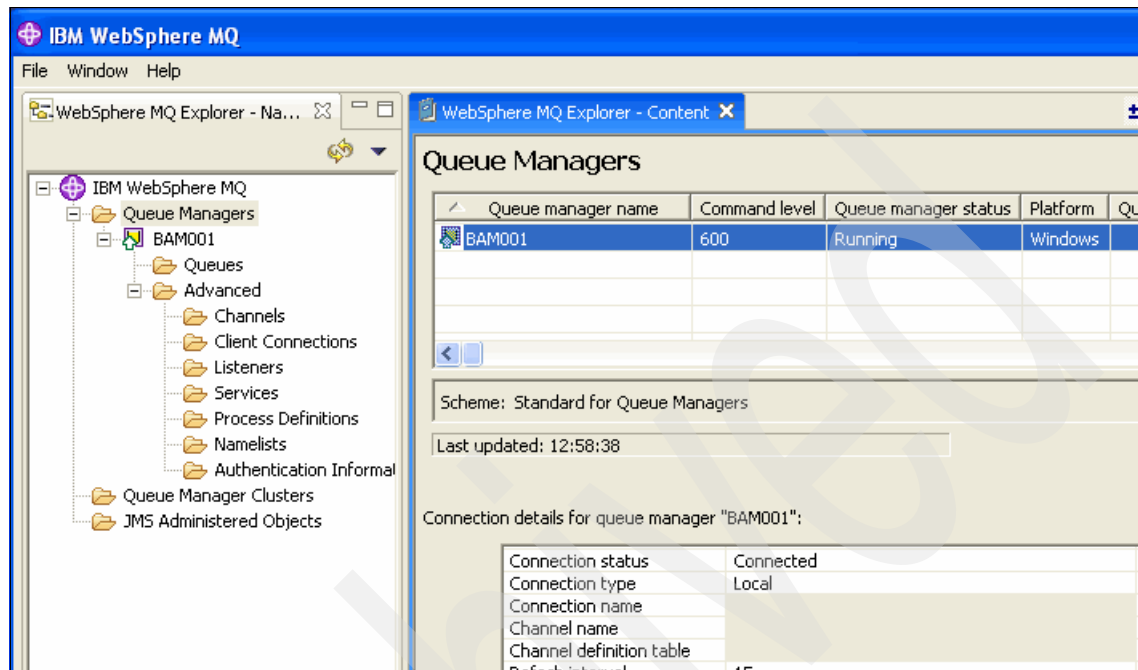 IBM WebSphere MQ
File Window Help
WebSphere MQ Explorer - Na...
IBM WebSphere MQ
Queue Managers
BAM001
Queues
Advanced
Channels
Client Connections
Listeners
Services
Process Definitions
Namelists
Authentication Informat
Queue Manager Clusters
JMS Administered Objects
WebSphere MQ Explorer - Content
Queue Managers
Queue manager name Command level Queue manager status Platform Qu
BAM001 600 Running Windows
Scheme: Standard for Queue Managers
Last updated: 12:58:38
Connection details for queue manager "BAM001":
Connection status Connected
Connection type Local
Connection name
Channel name
Channel definition table
Refresh interval 15